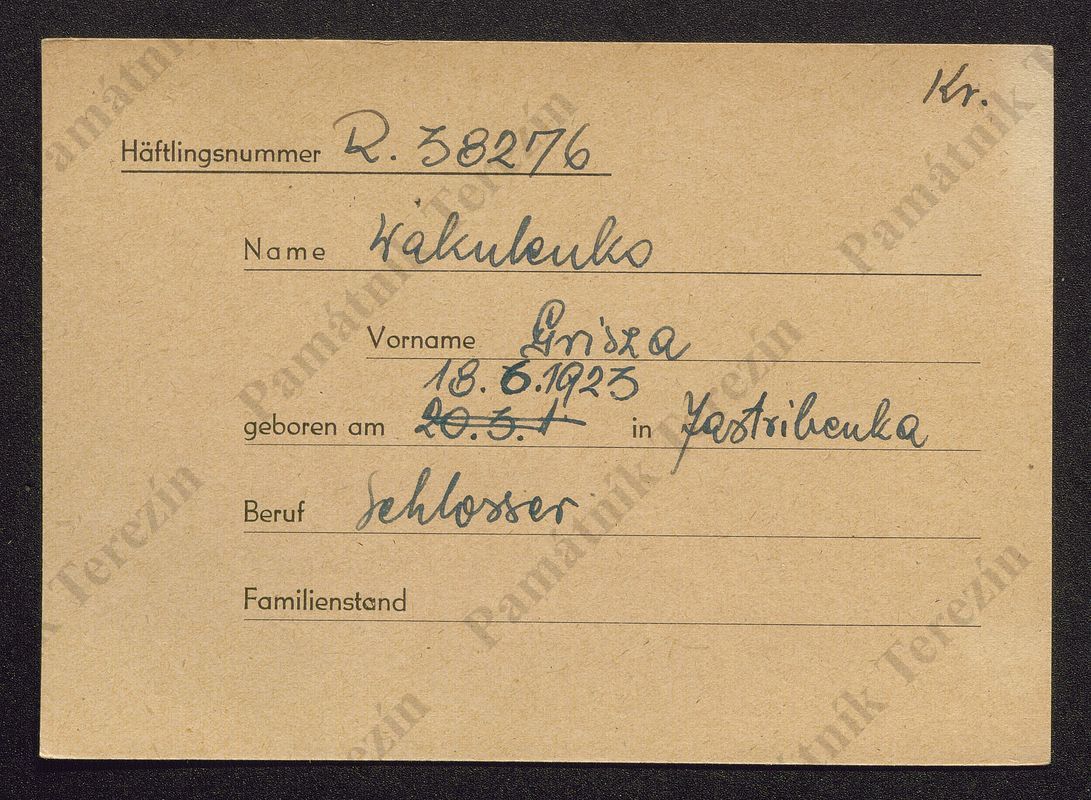 Kr.
Häftlingsnummer R. 38276
Name Wakulenko
Vorname Grisza
18. 6. 1923
geboren am 20. 3. 1 in Jastribenka
Beruf Schlosser
Familienstand
Památník Terezín